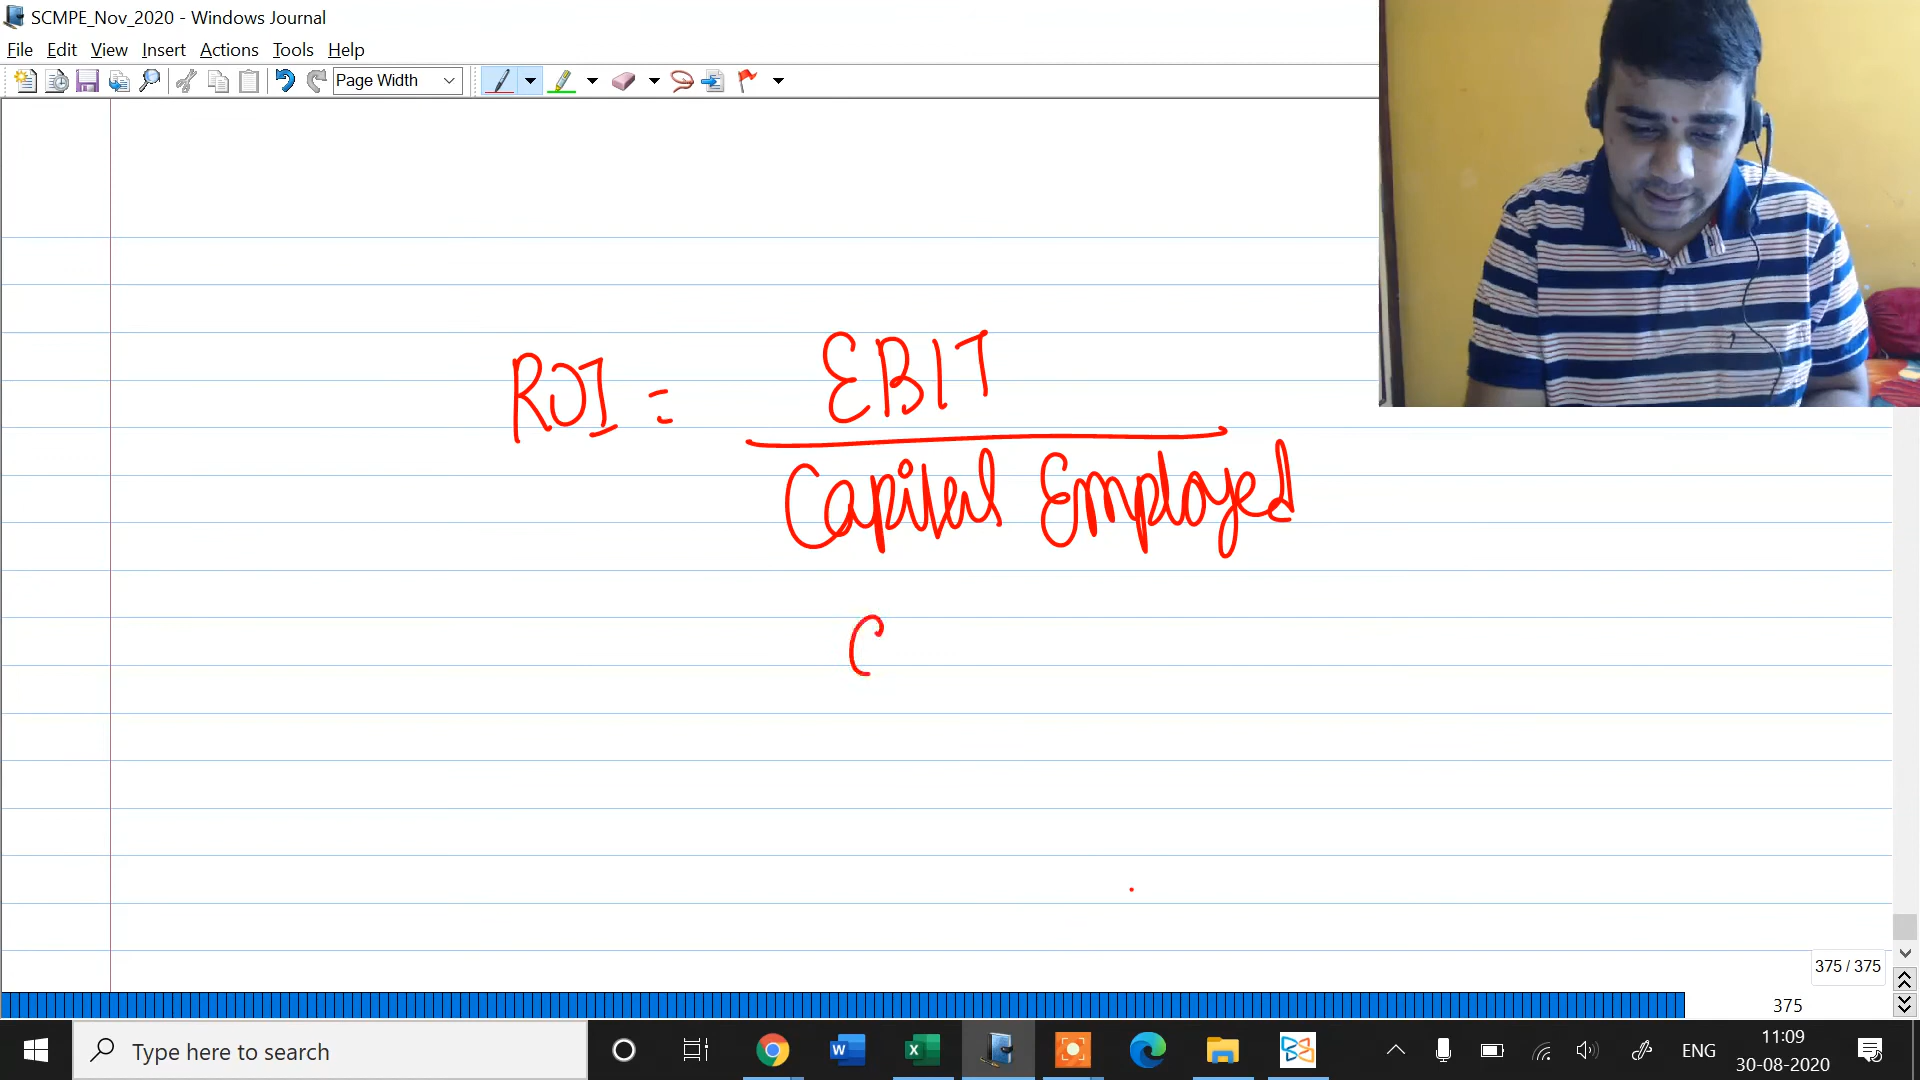 SCMPE_Nov_2020 - Windows Journal
File Edit View Insert Actions Tools Help
Page Width
EBIT
ROI =
Capital Employed
C
375 / 375
375
Type here to search
ENG
11:09
30-08-2020